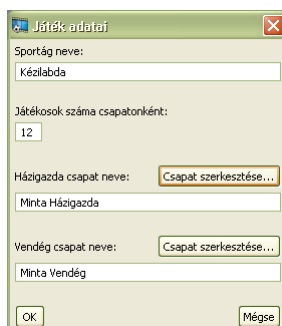 Játék adatai
Sportág neve:
Kézilabda
Játékosok száma csapatonként:
12
Házigazda csapat neve: Csapat szerkesztése...
Minta Házigazda
Vendég csapat neve: Csapat szerkesztése...
Minta Vendég
OK Mégse